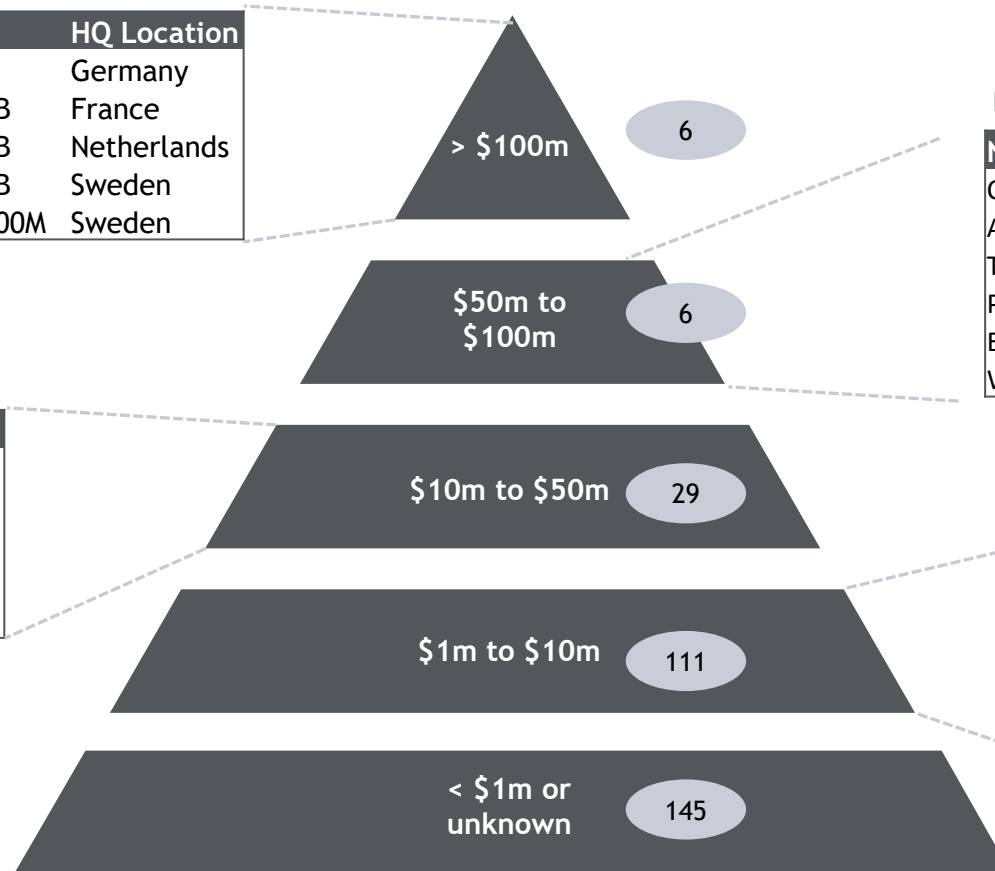 HQ Location
Germany
B France
B Netherlands
B Sweden
00M Sweden
> $100m
6
$50m to
$100m
6
$10m to $50m
29
$1m to $10m
111
< $1m or
unknown
145